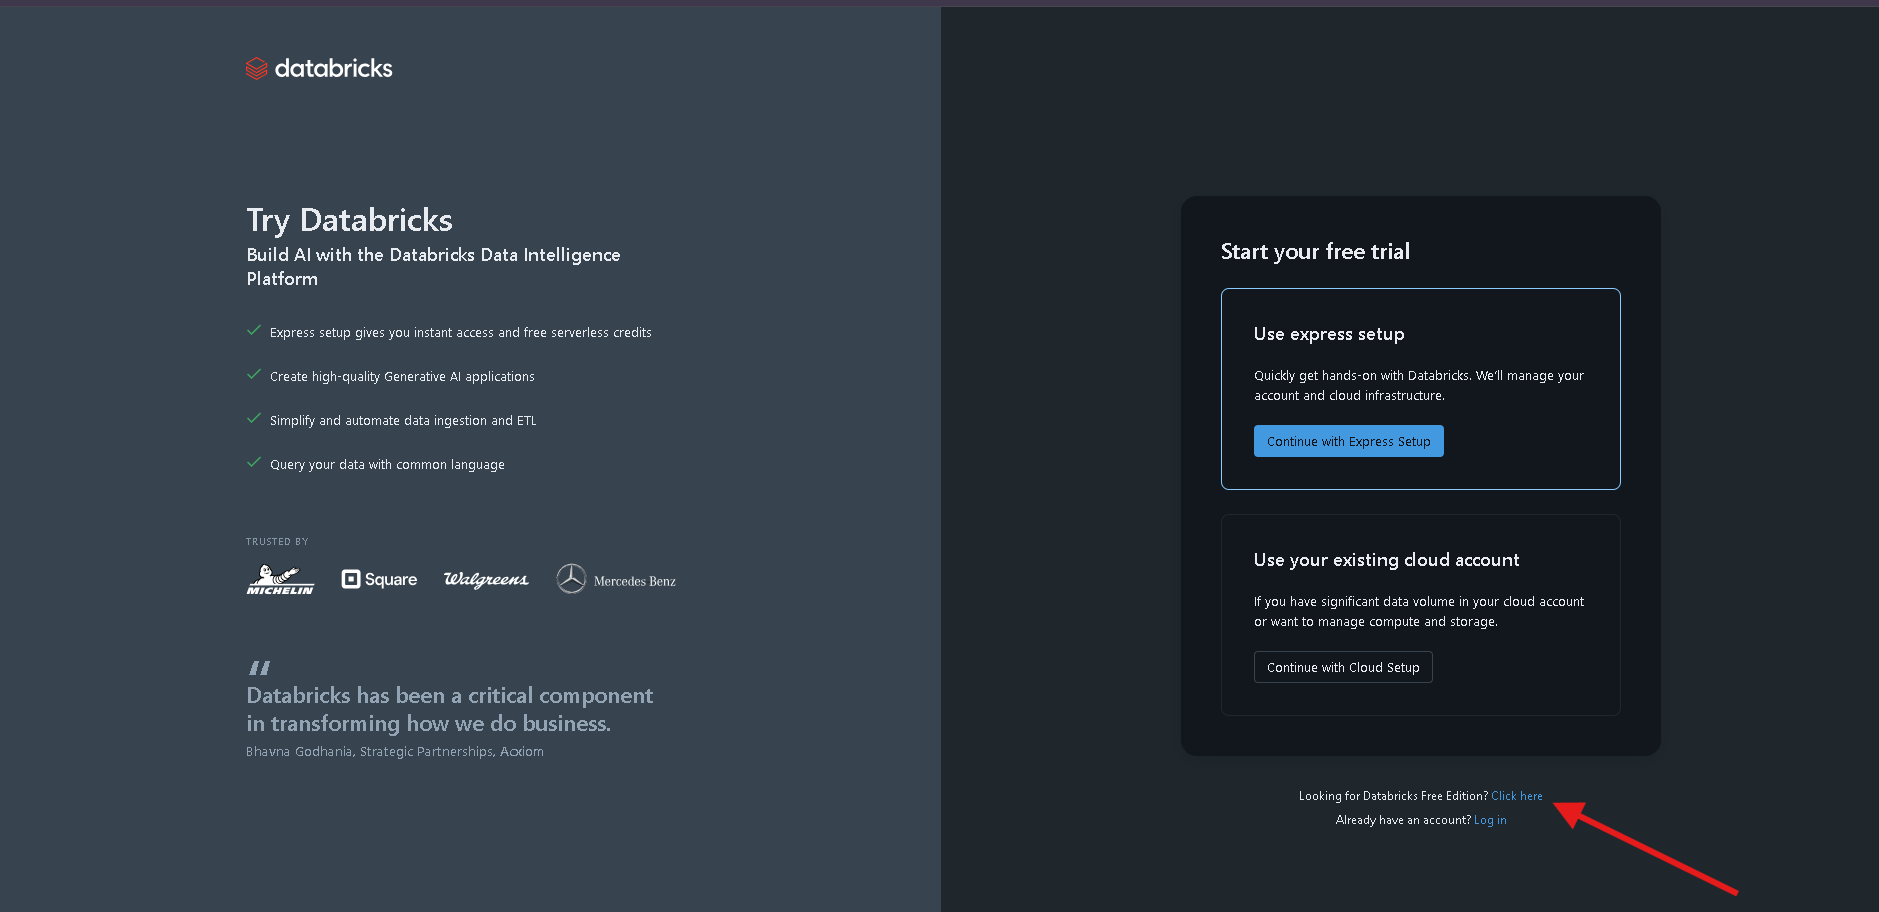 databricks
Try Databricks
Build AI with the Databricks Data Intelligence
Platform
Express setup gives you instant access and free serverless credits
Create high-quality Generative AI applications
Simplify and automate data ingestion and ETL
Query your data with common language
TRUSTED BY
MICHELIN
Square
Walgreens
Mercedes Benz
“
Databricks has been a critical component
in transforming how we do business.
Bhavna Godhania, Strategic Partnerships, Acxiom
Start your free trial
Use express setup
Quickly get hands-on with Databricks. We'll manage your
account and cloud infrastructure.
Continue with Express Setup
Use your existing cloud account
If you have significant data volume in your cloud account
or want to manage compute and storage.
Continue with Cloud Setup
Looking for Databricks Free Edition? Click here
Already have an account? Log in